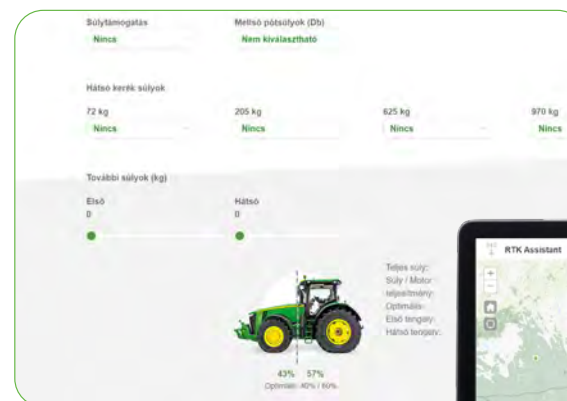 Súlytámogatás
Nincs
Mellső pótsúlyok (Db)
Nem kiválasztható
Hátsó kerék súlyok
72 kg
Nincs
205 kg
Nincs
625 kg
Nincs
970 kg
Nincs
További súlyok (kg)
Első
0
Hátsó
0
Teljes súly:
Súly / Motor
teljesítmény:
Optimális:
Első tengely:
Hátsó tengely:
43% 57%
Optimális: 40% / 60%
RTK Assistant